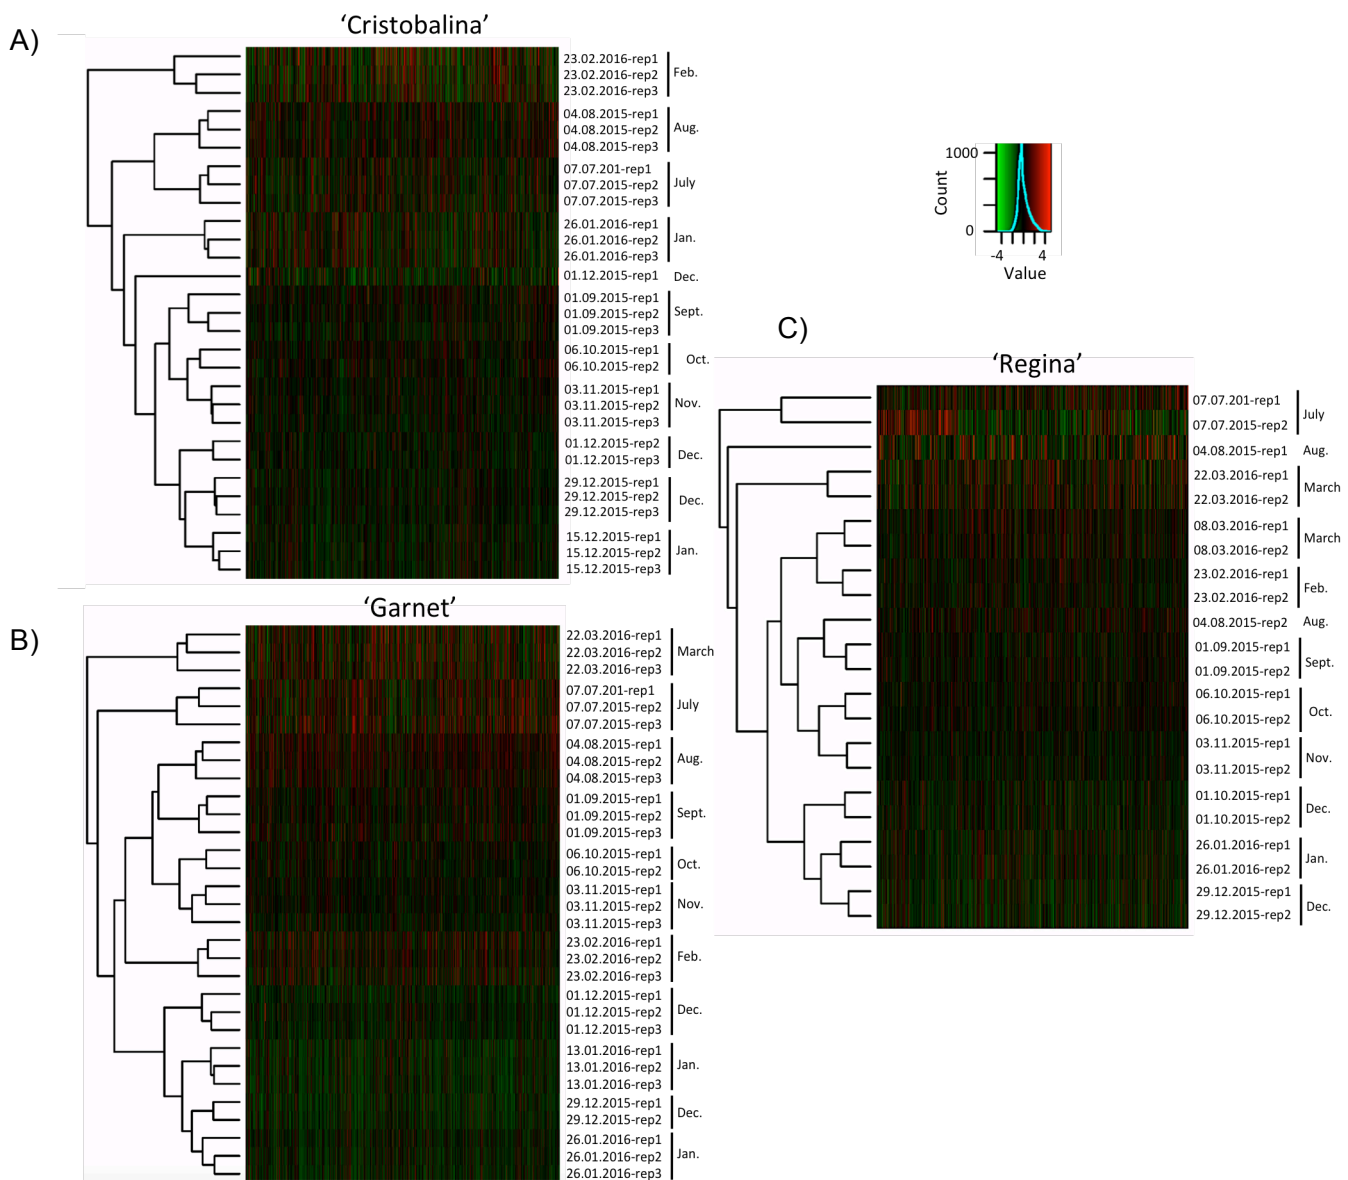 A)
'Cristobalina'
23.02.2016-rep1
23.02.2016-rep2
23.02.2016-rep3
Feb.
04.08.2015-rep1
04.08.2015-rep2
04.08.2015-rep3
Aug.
07.07.201-rep1
07.07.2015-rep2
07.07.2015-rep3
July
26.01.2016-rep1
26.01.2016-rep2
26.01.2016-rep3
Jan.
01.12.2015-rep1
Dec.
01.09.2015-rep1
01.09.2015-rep2
01.09.2015-rep3
Sept.
06.10.2015-rep1
06.10.2015-rep2
Oct.
03.11.2015-rep1
03.11.2015-rep2
03.11.2015-rep3
Nov.
01.12.2015-rep2
01.12.2015-rep3
Dec.
29.12.2015-rep1
29.12.2015-rep2
29.12.2015-rep3
Dec.
15.12.2015-rep1
15.12.2015-rep2
15.12.2015-rep3
Jan.
1000
0
Count
-4
4
Value
B)
'Garnet'
22.03.2016-rep1
22.03.2016-rep2
22.03.2016-rep3
March
07.07.201-rep1
07.07.2015-rep2
07.07.2015-rep3
July
04.08.2015-rep1
04.08.2015-rep2
04.08.2015-rep3
Aug.
01.09.2015-rep1
01.09.2015-rep2
01.09.2015-rep3
Sept.
06.10.2015-rep1
06.10.2015-rep2
Oct.
03.11.2015-rep1
03.11.2015-rep2
03.11.2015-rep3
Nov.
23.02.2016-rep1
23.02.2016-rep2
23.02.2016-rep3
Feb.
01.12.2015-rep1
01.12.2015-rep2
01.12.2015-rep3
Dec.
13.01.2016-rep1
13.01.2016-rep2
13.01.2016-rep3
Jan.
29.12.2015-rep1
29.12.2015-rep2
Dec.
26.01.2016-rep1
26.01.2016-rep2
26.01.2016-rep3
Jan.
C)
'Regina'
07.07.201-rep1
07.07.2015-rep2
July
04.08.2015-rep1
Aug.
22.03.2016-rep1
22.03.2016-rep2
March
08.03.2016-rep1
08.03.2016-rep2
March
23.02.2016-rep1
23.02.2016-rep2
Feb.
04.08.2015-rep2
Aug.
01.09.2015-rep1
01.09.2015-rep2
Sept.
06.10.2015-rep1
06.10.2015-rep2
Oct.
03.11.2015-rep1
03.11.2015-rep2
Nov.
01.10.2015-rep1
01.10.2015-rep2
Dec.
26.01.2016-rep1
26.01.2016-rep2
Jan.
29.12.2015-rep1
29.12.2015-rep2
Dec.